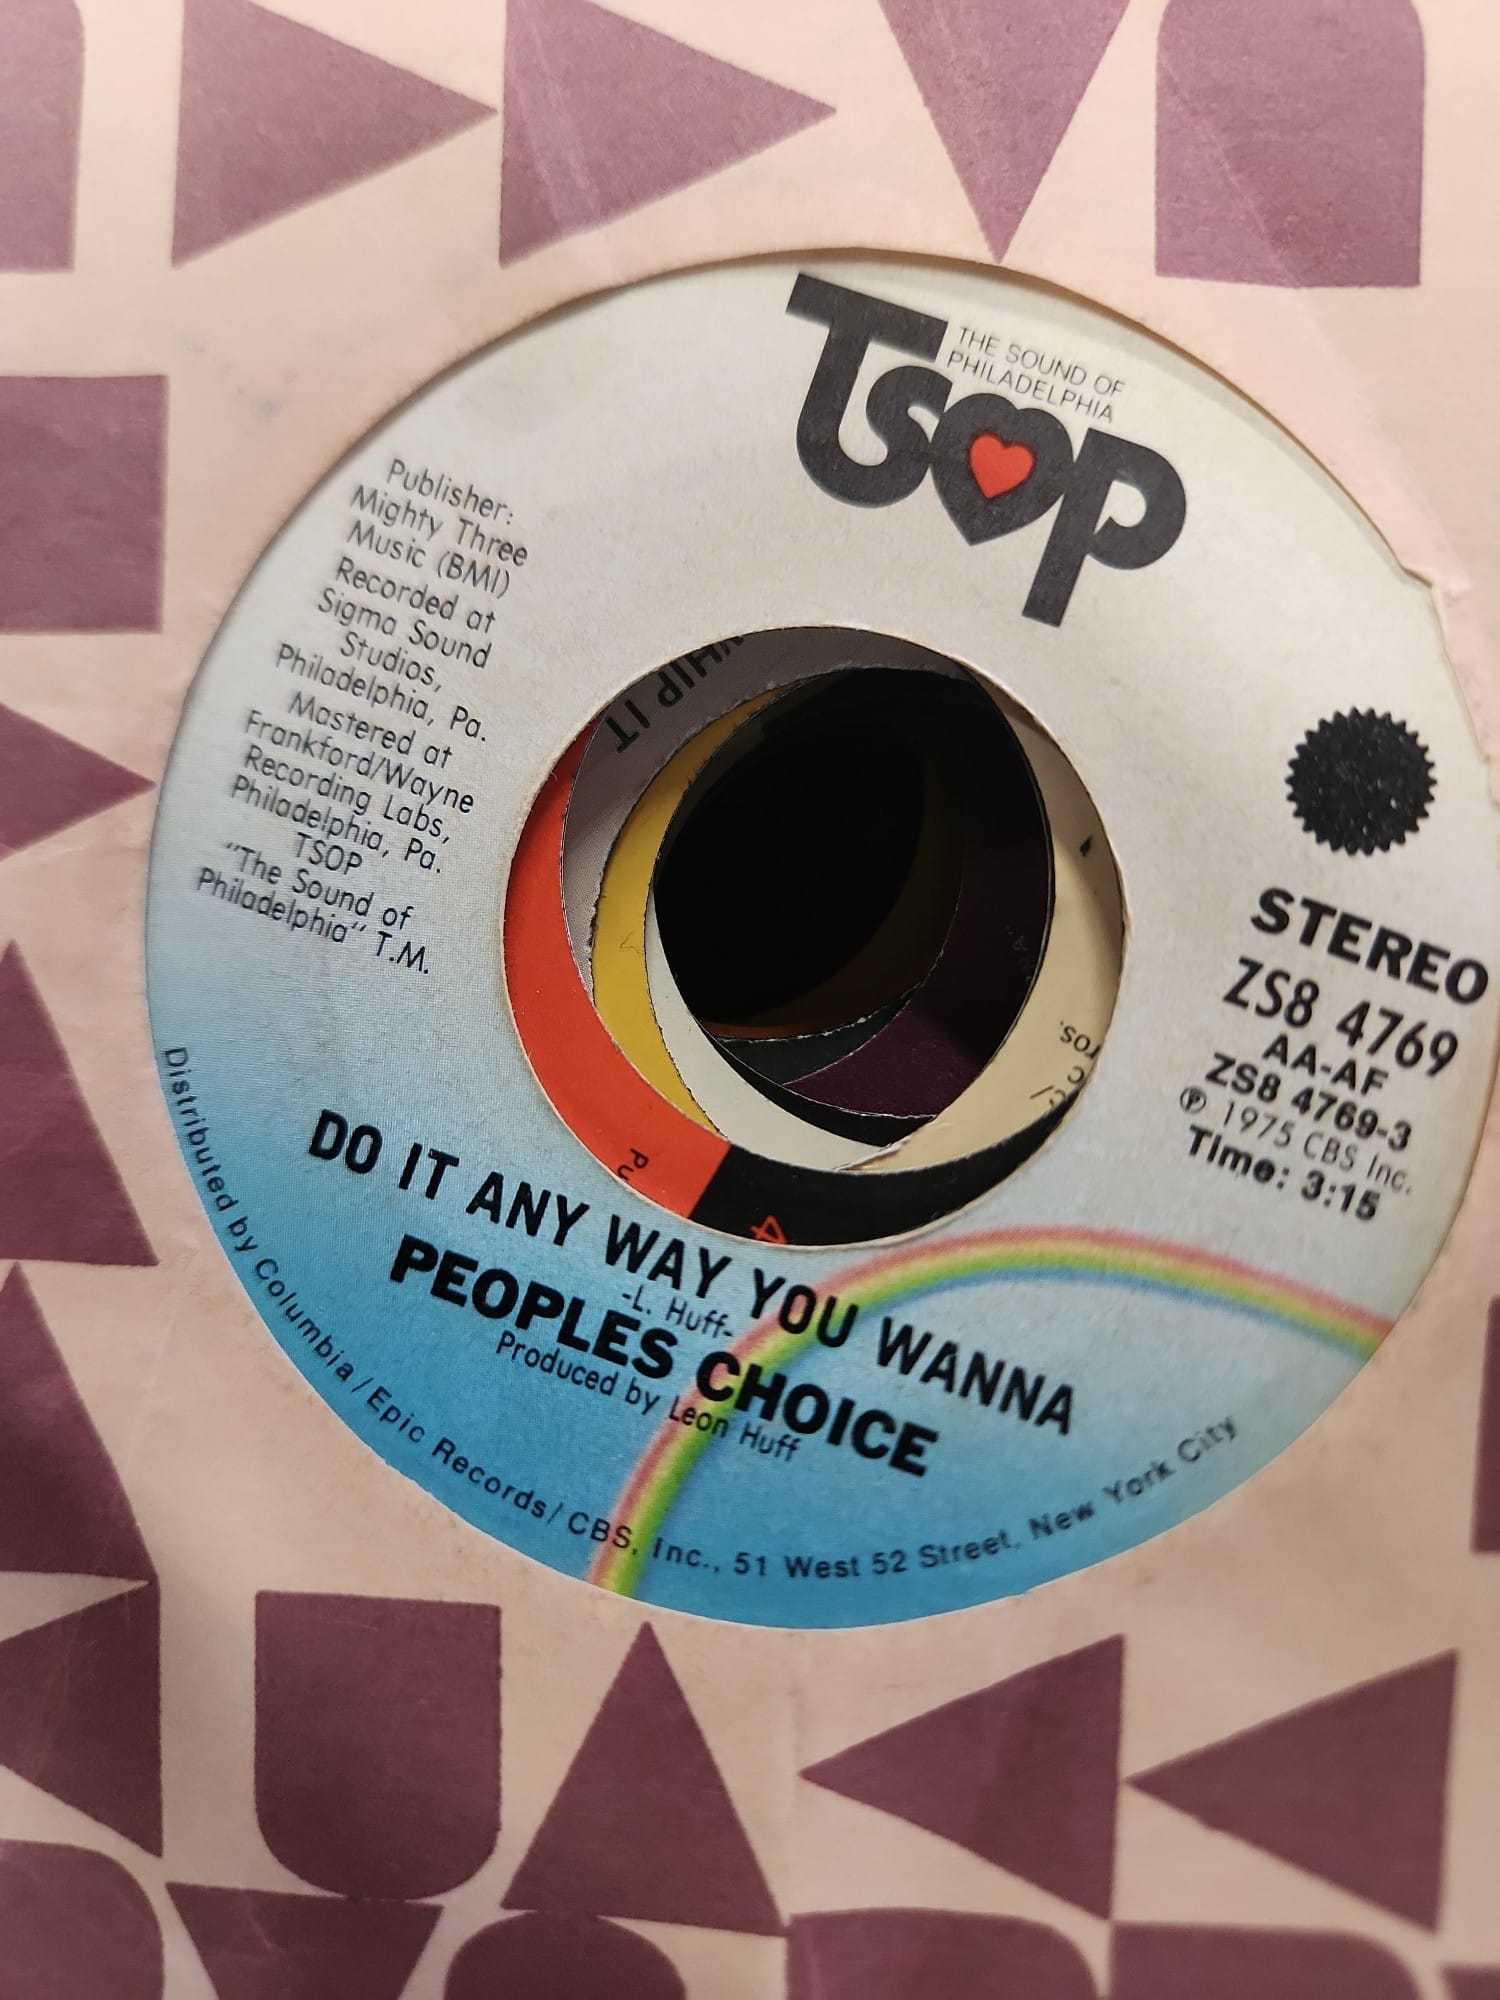 THE SOUND OF
PHILADELPHIA
TSOP
Publisher:
Mighty Three
Music (BMI)
Recorded at
Sigma Sound
Studios,
Philadelphia, Pa.
Mastered at
Frankford/Wayne
Recording Labs,
Philadelphia, Pa.
TSOP
"The Sound of
Philadelphia" T.M.
WHIP IT
STEREO
ZS8 4769
AA-AF
ZS8 4769-3
℗ 1975 CBS Inc.
Time: 3:15
DO IT ANY WAY YOU WANNA
-L. Huff-
PEOPLES CHOICE
Produced by Leon Huff
Distributed by Columbia / Epic Records / CBS, Inc., 51 West 52 Street, New York City